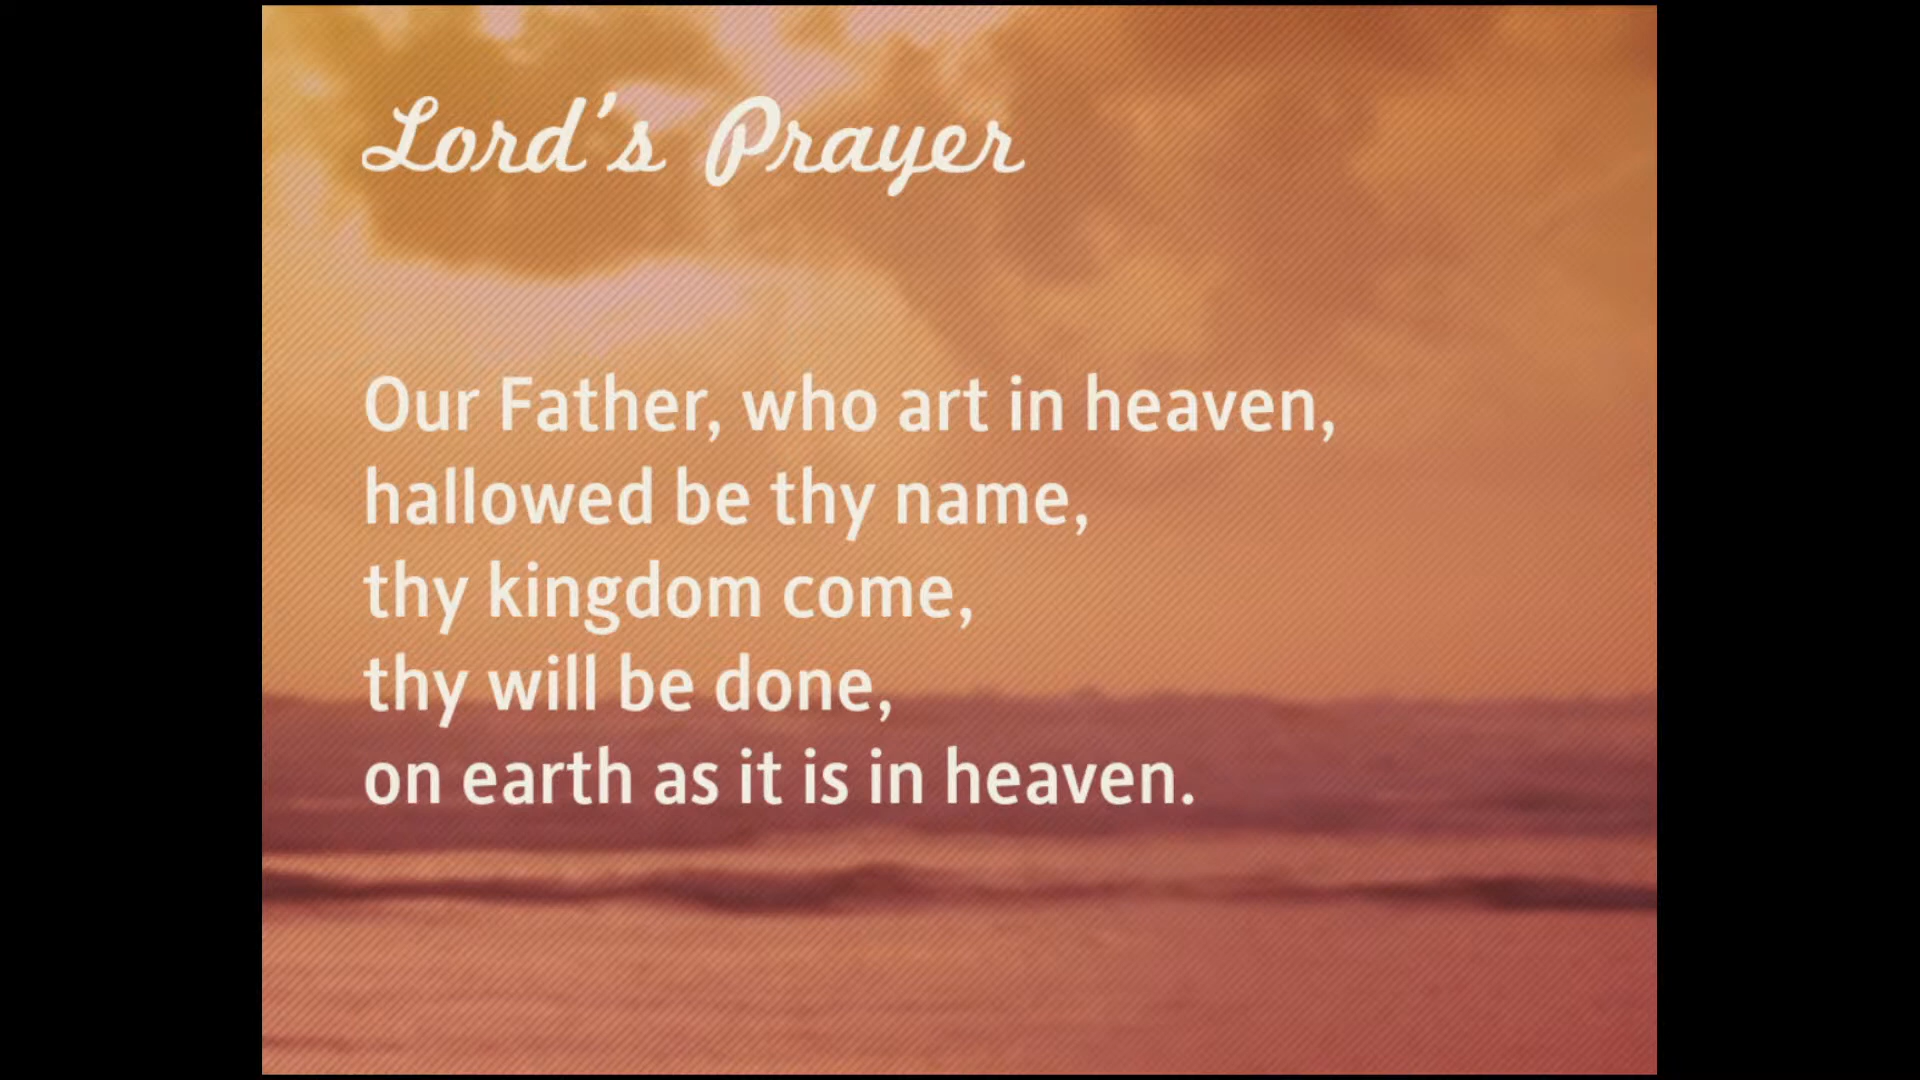 Lord's Prayer
Our Father, who art in heaven,
hallowed be thy name,
thy kingdom come,
thy will be done,
on earth as it is in heaven.